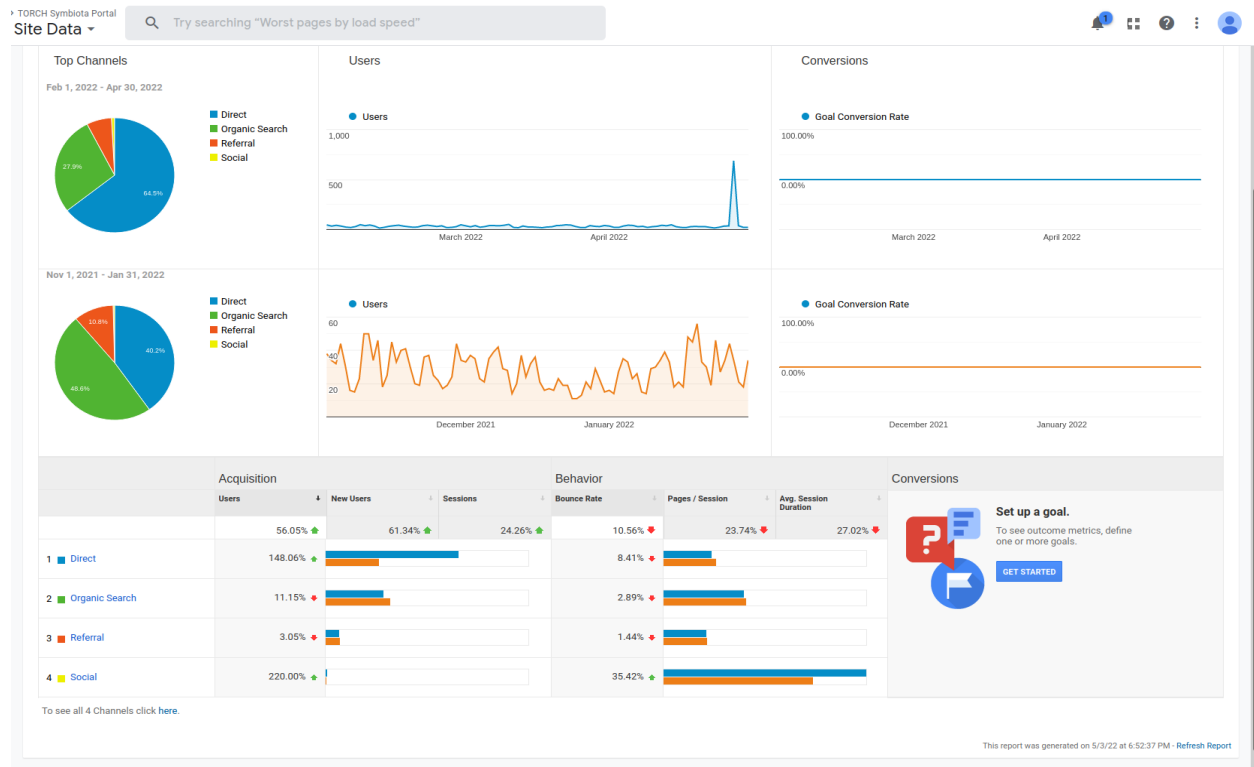 TORCH Symbiota Portal
Site Data
Try searching “Worst pages by load speed”
1
Top Channels
Users
Conversions
Feb 1, 2022 - Apr 30, 2022
Direct
Organic Search
Referral
Social
27.9%
64.5%
Users
1,000
500
March 2022
April 2022
Goal Conversion Rate
100.00%
0.00%
March 2022
April 2022
Nov 1, 2021 - Jan 31, 2022
Direct
Organic Search
Referral
Social
10.8%
40.2%
48.6%
Users
60
40
20
December 2021
January 2022
Goal Conversion Rate
100.00%
0.00%
December 2021
January 2022
Acquisition
Behavior
Conversions
Users
New Users
Sessions
Bounce Rate
Pages / Session
Avg. Session
Duration
56.05%
61.34%
24.26%
10.56%
23.74%
27.02%
1 Direct
148.06%
8.41%
2 Organic Search
11.15%
2.89%
3 Referral
3.05%
1.44%
4 Social
220.00%
35.42%
Set up a goal.
To see outcome metrics, define
one or more goals.
GET STARTED
To see all 4 Channels click here.
This report was generated on 5/3/22 at 6:52:37 PM - Refresh Report